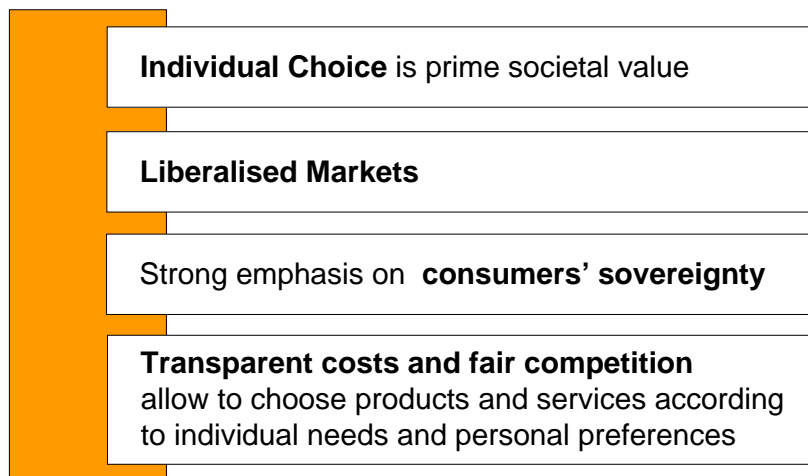 Individual Choice is prime societal value
Liberalised Markets
Strong emphasis on consumers’ sovereignty
Transparent costs and fair competition
allow to choose products and services according
to individual needs and personal preferences